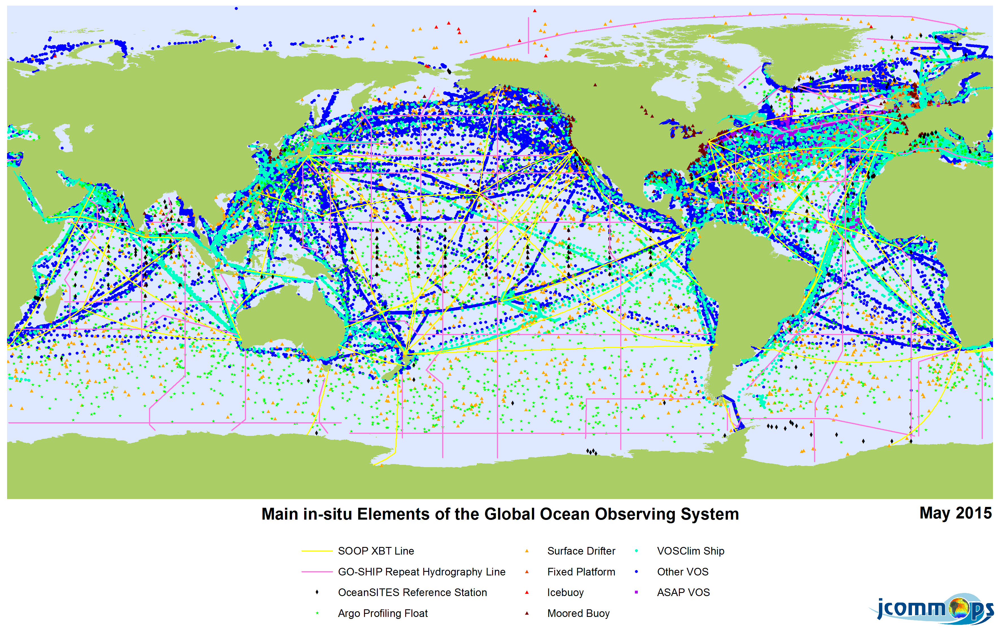 Main in-situ Elements of the Global Ocean Observing System
May 2015
SOOP XBT Line
GO-SHIP Repeat Hydrography Line
OceanSITES Reference Station
Argo Profiling Float
Surface Drifter
Fixed Platform
Icebuoy
Moored Buoy
VOSClim Ship
Other VOS
ASAP VOS
jcommops